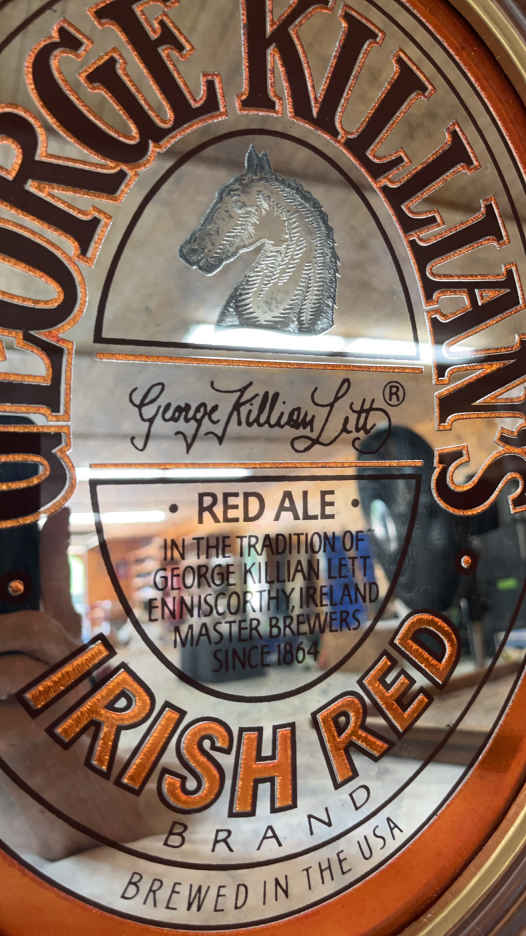 GEORGE KILLIAN'S
George Killian Lett ®
• RED ALE •
IN THE TRADITION OF
GEORGE KILLIAN LETT
ENNISCORTHY, IRELAND
MASTER BREWERS
SINCE 1864
IRISH RED
BRAND
BREWED IN THE USA